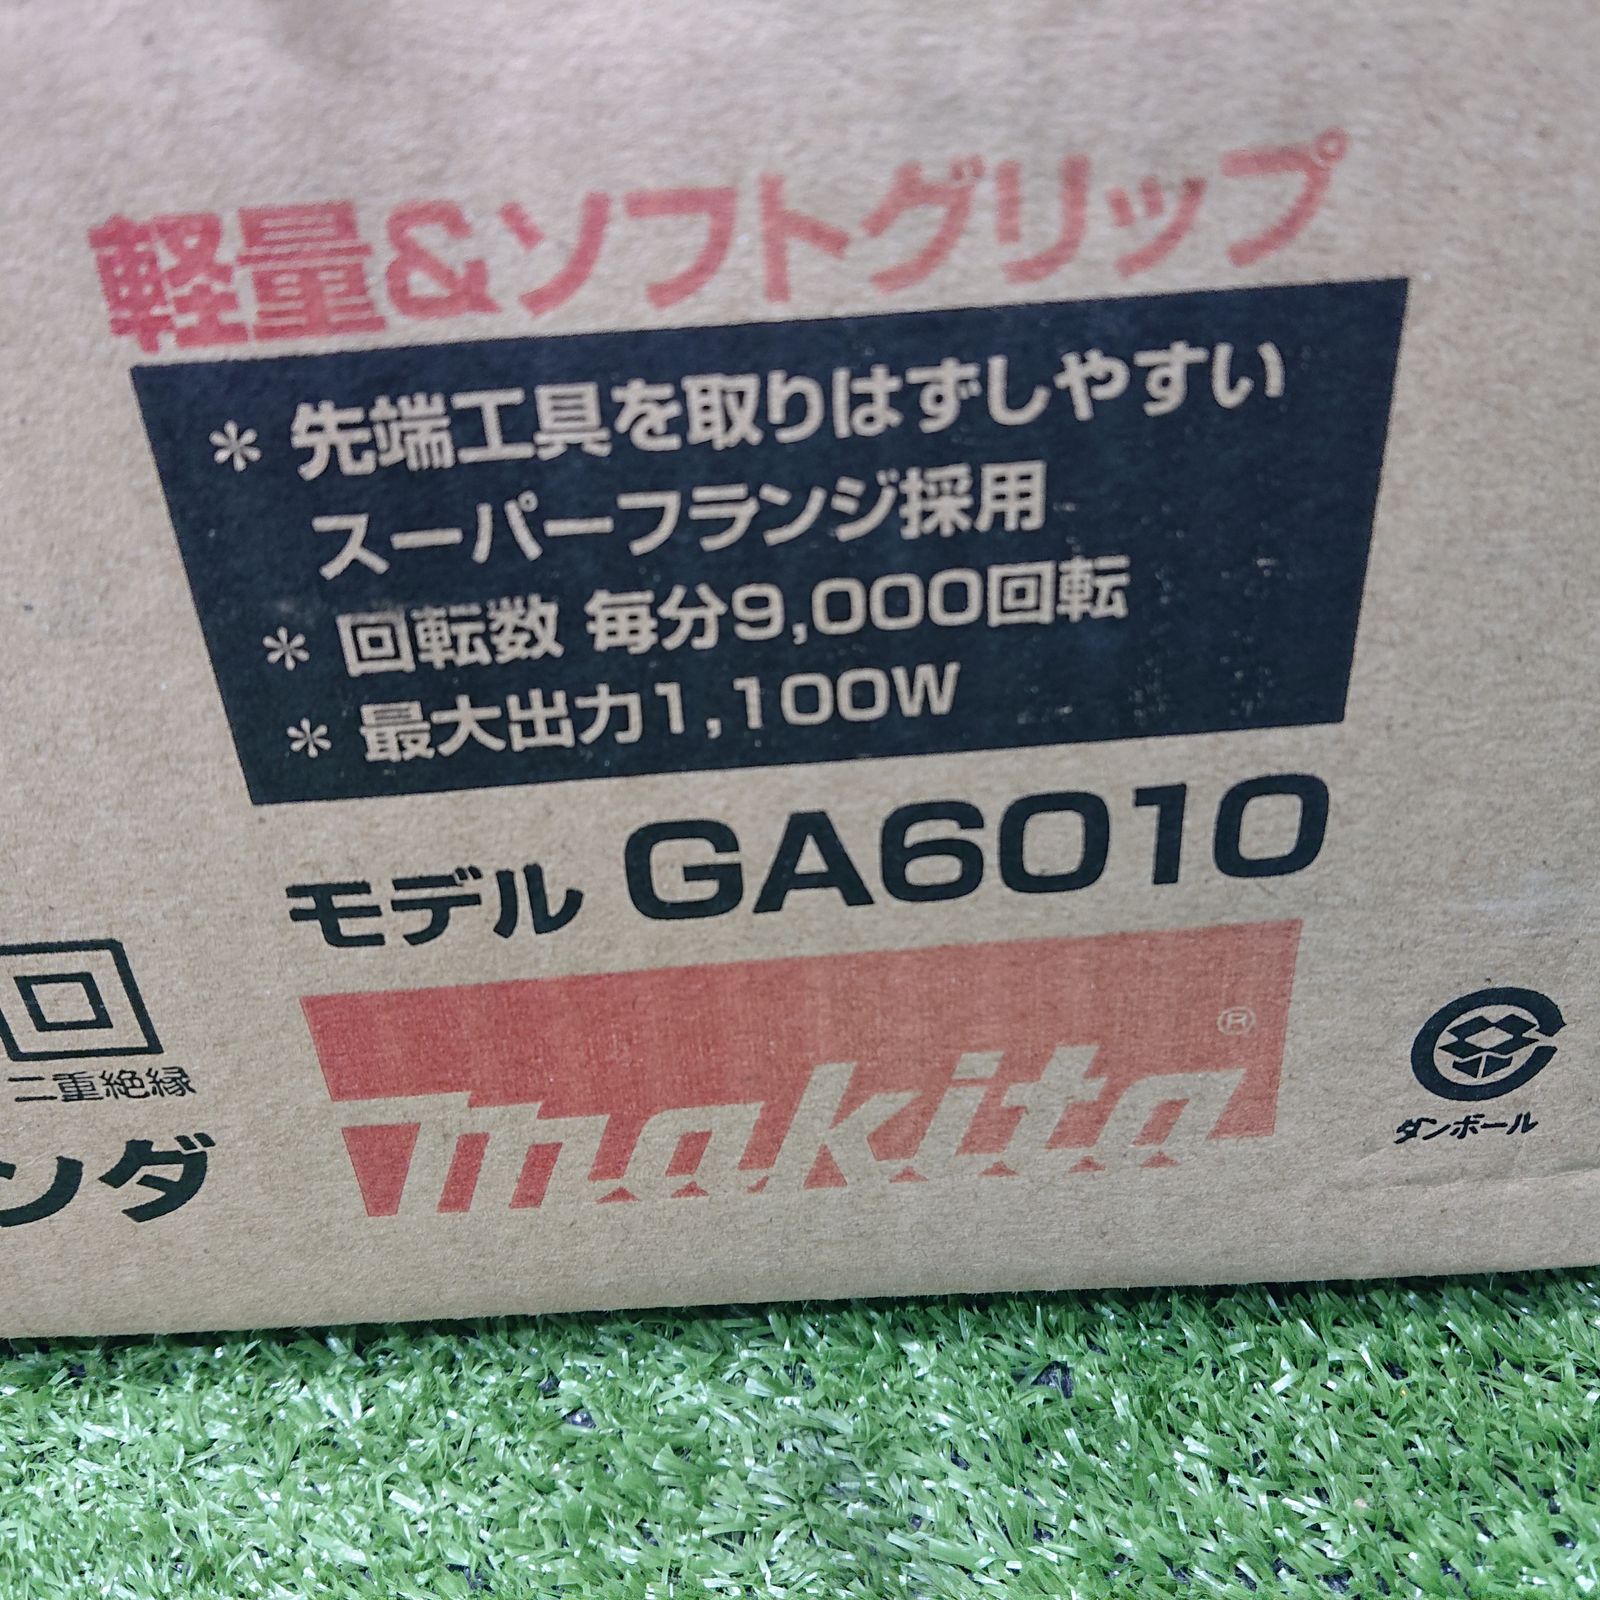 軽量&ソフトグリップ
* 先端工具を取りはずしやすい
スーパーフランジ採用
* 回転数 毎分9,000回転
* 最大出力1,100W
モデル GA6010
二重絶縁
ンダ
makita®
ダンボール